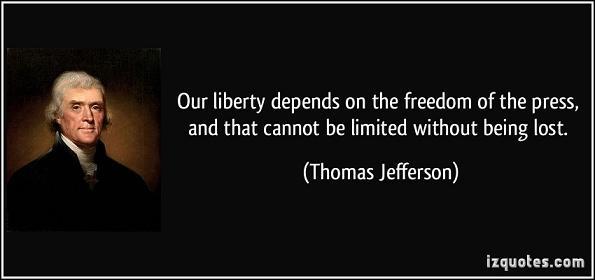 Our liberty depends on the freedom of the press,
and that cannot be limited without being lost.
(Thomas Jefferson)
izquotes.com